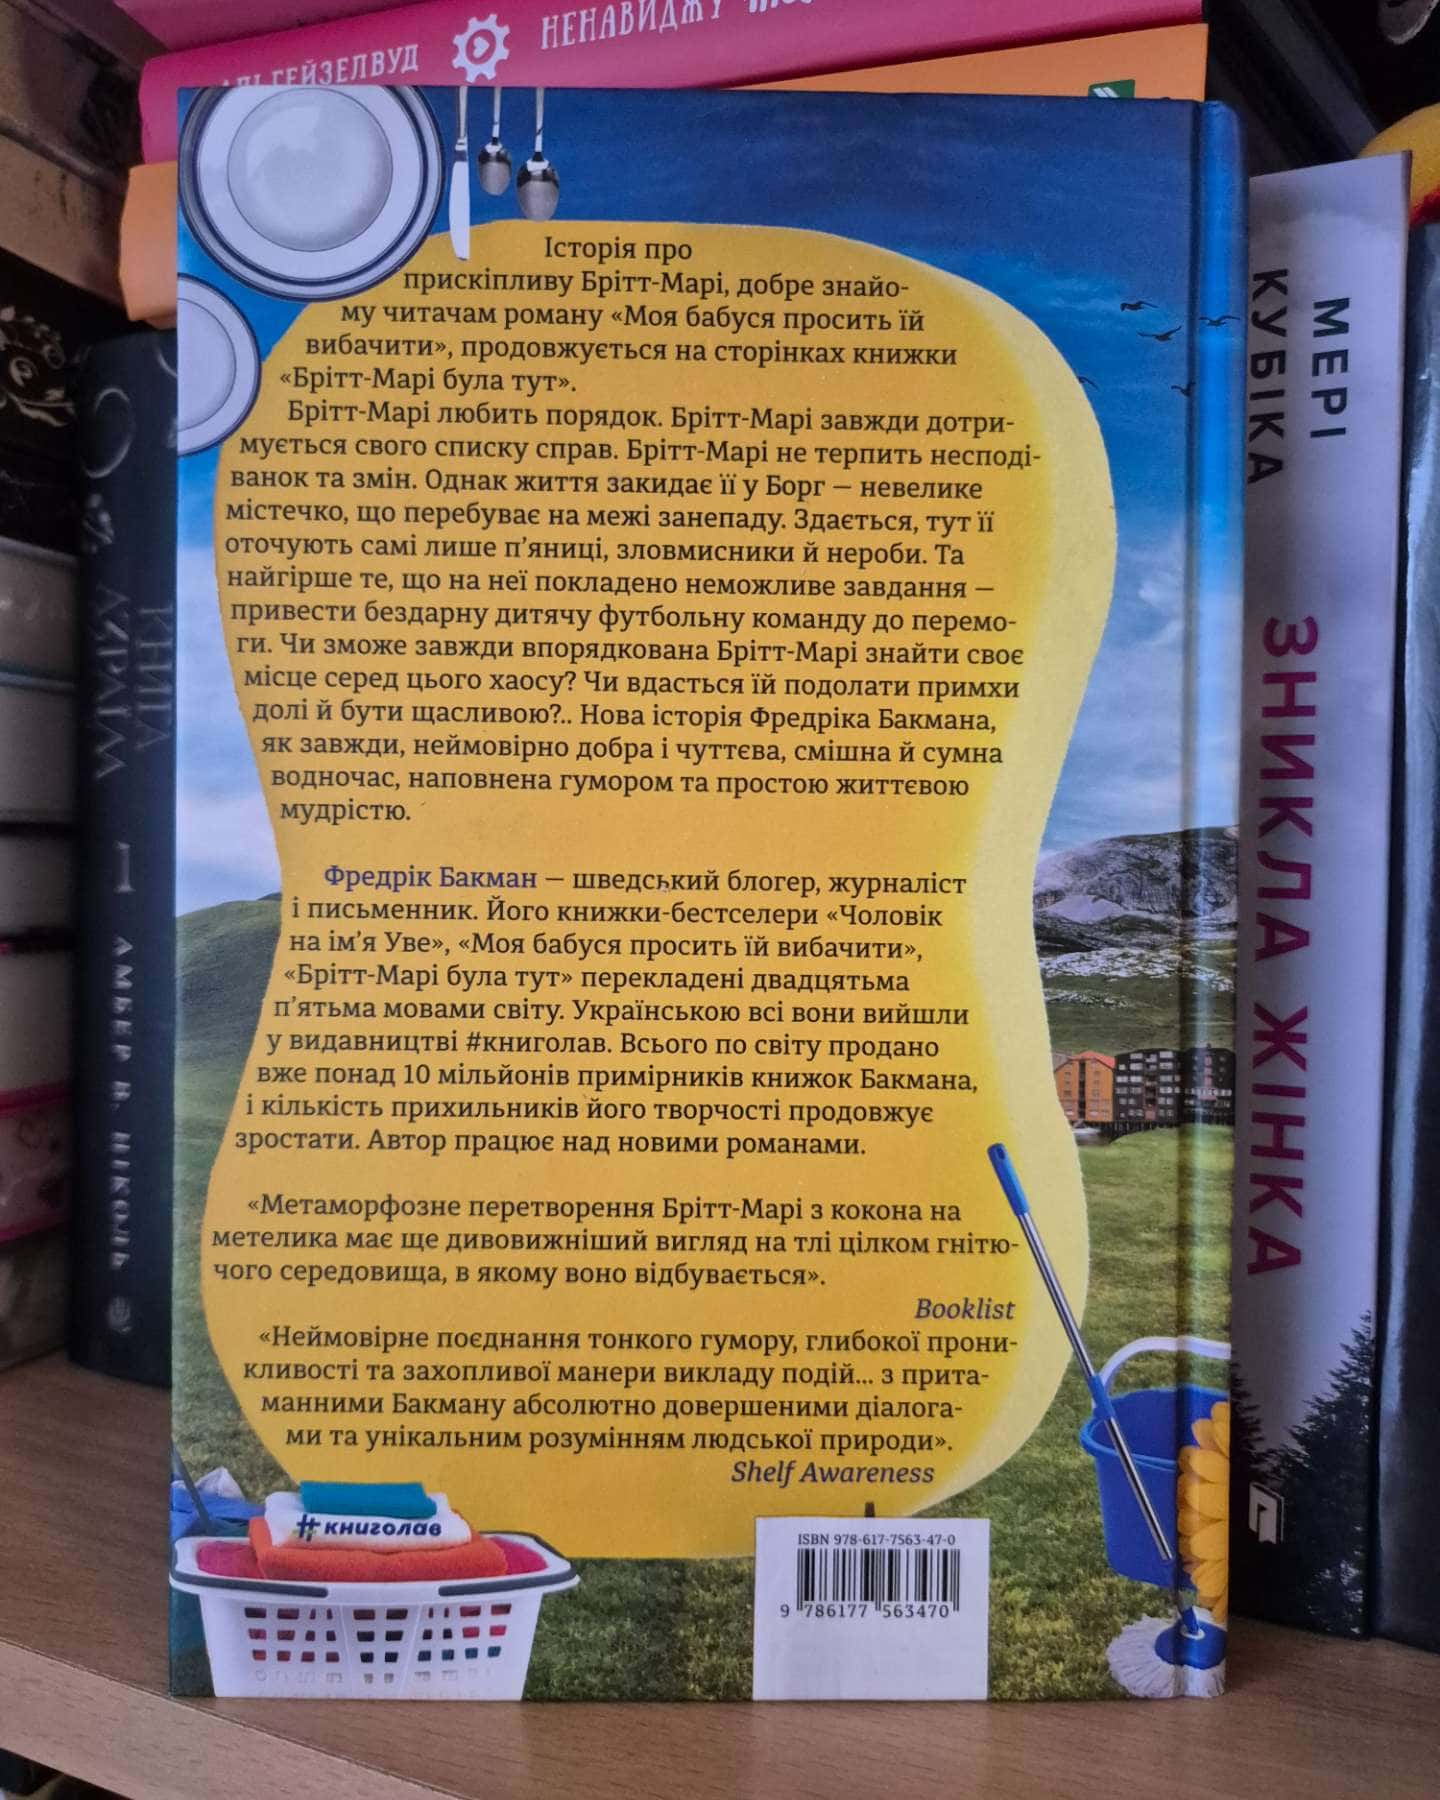 ГЕЙЗЕЛВУД
НЕНАВИДЖУ
Історія про
прискіпливу Брітт-Марі, добре знайо-
му читачам роману «Моя бабуся просить їй
вибачити», продовжується на сторінках книжки
«Брітт-Марі була тут».
Брітт-Марі любить порядок. Брітт-Марі завжди дотри-
мується свого списку справ. Брітт-Марі не терпить несподі-
ванок та змін. Однак життя закидає її у Борг — невелике
містечко, що перебуває на межі занепаду. Здається, тут її
оточують самі лише п’яниці, зловмисники й нероби. Та
найгірше те, що на неї покладено неможливе завдання —
привести бездарну дитячу футбольну команду до перемо-
ги. Чи зможе завжди впорядкована Брітт-Марі знайти своє
місце серед цього хаосу? Чи вдасться їй подолати примхи
долі й бути щасливою?.. Нова історія Фредріка Бакмана,
як завжди, неймовірно добра і чуттєва, смішна й сумна
водночас, наповнена гумором та простою життєвою
мудрістю.
Фредрік Бакман — шведський блогер, журналіст
і письменник. Його книжки-бестселери «Чоловік
на ім’я Уве», «Моя бабуся просить їй вибачити»,
«Брітт-Марі була тут» перекладені двадцятьма
п’ятьма мовами світу. Українською всі вони вийшли
у видавництві #книголав. Всього по світу продано
вже понад 10 мільйонів примірників книжок Бакмана,
і кількість прихильників його творчості продовжує
зростати. Автор працює над новими романами.
«Метаморфозне перетворення Брітт-Марі з кокона на
метелика має ще дивовижніший вигляд на тлі цілком гнітю-
чого середовища, в якому воно відбувається».
Booklist
«Неймовірне поєднання тонкого гумору, глибокої прони-
кливості та захопливої манери викладу подій... з прита-
манними Бакману абсолютно довершеними діалога-
ми та унікальним розумінням людської природи».
Shelf Awareness
#книголав
ISBN 978-617-7563-47-0
9 786177 563470
КНИГА
1
АМБЕР В. НІКОЛЬ
МЕРІ
КУБІКА
ЗНИКЛА ЖІНКА